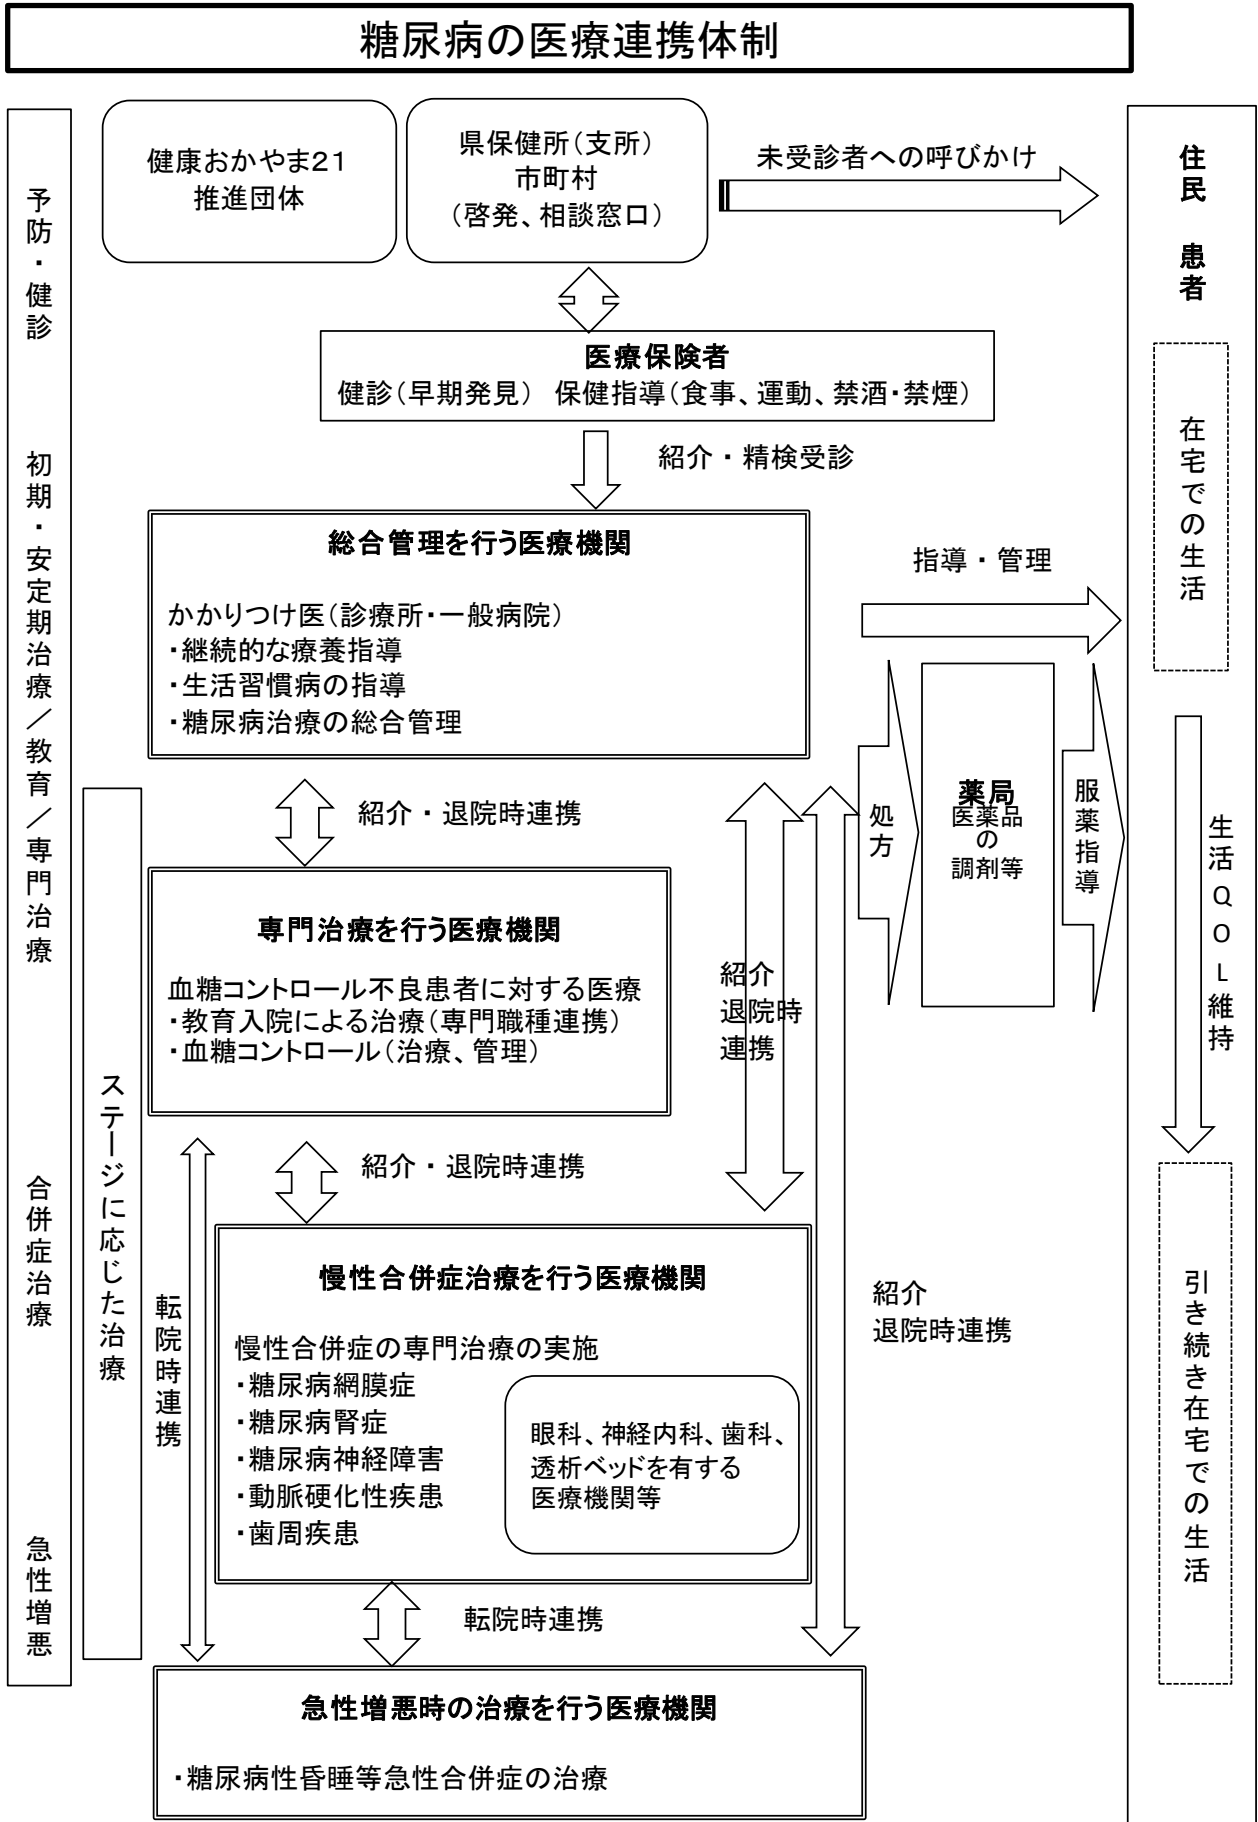 糖尿病の医療連携体制
予防・健診
初期・安定期治療／教育／専門治療
合併症治療
急性増悪
健康おかやま21
推進団体
県保健所（支所）
市町村
（啓発、相談窓口）
未受診者への呼びかけ
住民　患者
医療保険者
健診（早期発見）　保健指導（食事、運動、禁酒・禁煙）
紹介・精検受診
在宅での生活
総合管理を行う医療機関
かかりつけ医（診療所・一般病院）
・継続的な療養指導
・生活習慣病の指導
・糖尿病治療の総合管理
指導・管理
処方
薬局
医薬品
の
調剤等
服薬指導
生活QOL維持
ステージに応じた治療
紹介・退院時連携
専門治療を行う医療機関
血糖コントロール不良患者に対する医療
・教育入院による治療（専門職種連携）
・血糖コントロール（治療、管理）
紹介
退院時
連携
紹介・退院時連携
転院時連携
慢性合併症治療を行う医療機関
慢性合併症の専門治療の実施
・糖尿病網膜症
・糖尿病腎症
・糖尿病神経障害
・動脈硬化性疾患
・歯周疾患
眼科、神経内科、歯科、
透析ベッドを有する
医療機関等
紹介
退院時連携
引き続き在宅での生活
転院時連携
急性増悪時の治療を行う医療機関
・糖尿病性昏睡等急性合併症の治療